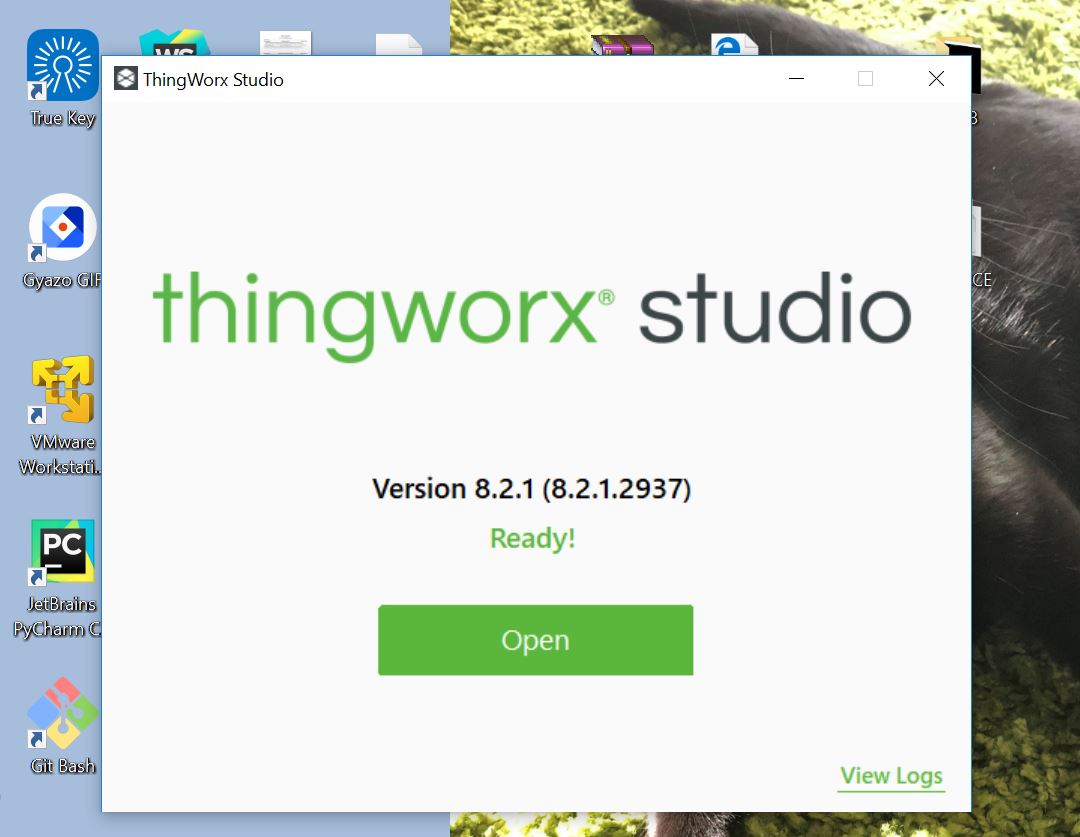 WS
ThingWorx Studio
True Key
3
Gyazo GIF
CE
thingworx® studio
VMware
Workstati...
Version 8.2.1 (8.2.1.2937)
Ready!
PC
JetBrains
PyCharm C
Open
Git Bash
View Logs